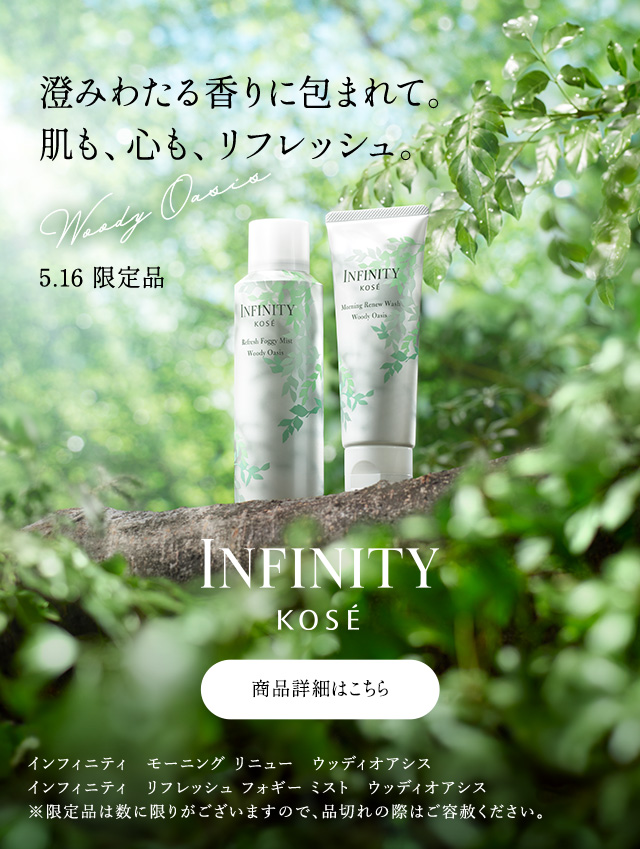 澄みわたる香りに包まれて。
肌も、心も、リフレッシュ。
Woody Oasis
5.16 限定品
INFINITY
KOSÉ
Refresh Foggy Mist
Woody Oasis
INFINITY
KOSÉ
Morning Renew Wash
Woody Oasis
INFINITY
KOSÉ
商品詳細はこちら
インフィニティ　モーニング リニュー　ウッディオアシス
インフィニティ　リフレッシュ フォギー ミスト　ウッディオアシス
※限定品は数に限りがございますので、品切れの際はご容赦ください。